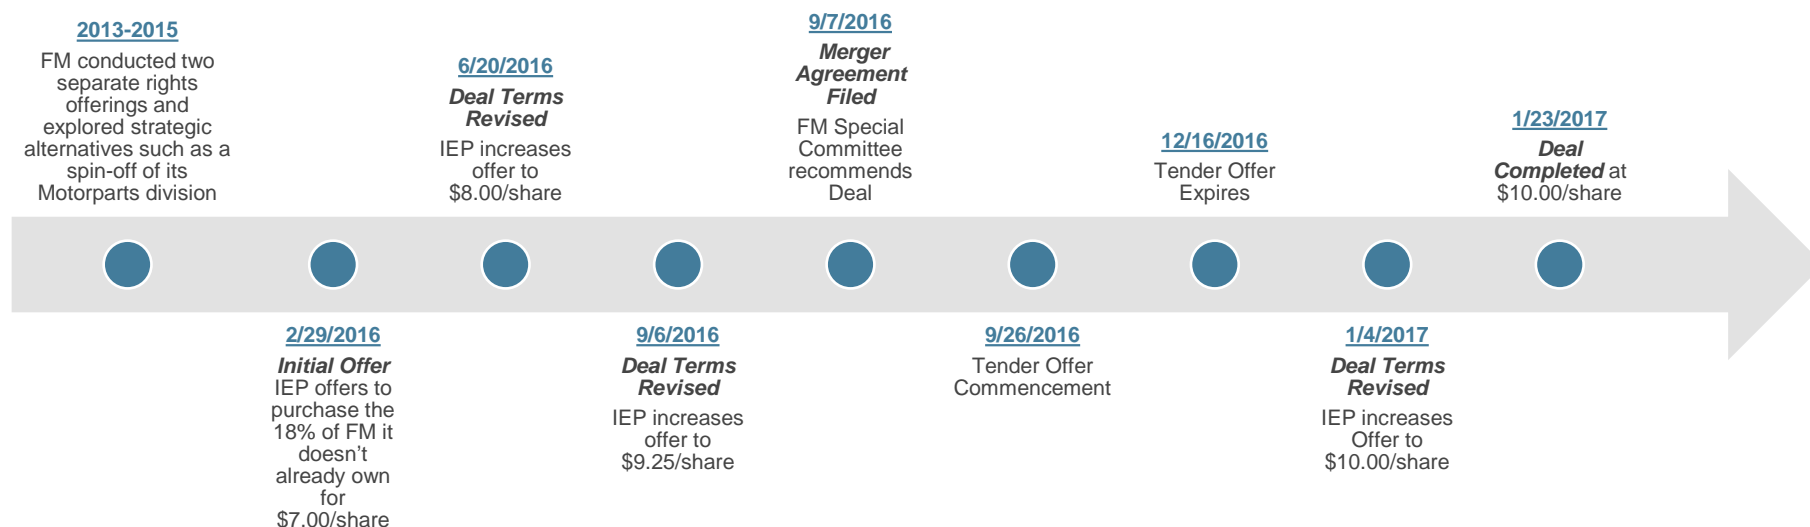 2013-2015
FM conducted two
separate rights
offerings and
explored strategic
alternatives such as a
spin-off of its
Motorparts division
2/29/2016
Initial Offer
IEP offers to
purchase the
18% of FM it
doesn’t
already own
for
$7.00/share
6/20/2016
Deal Terms
Revised
IEP increases
offer to
$8.00/share
9/6/2016
Deal Terms
Revised
IEP increases
offer to
$9.25/share
9/7/2016
Merger
Agreement
Filed
FM Special
Committee
recommends
Deal
9/26/2016
Tender Offer
Commencement
12/16/2016
Tender Offer
Expires
1/4/2017
Deal Terms
Revised
IEP increases
Offer to
$10.00/share
1/23/2017
Deal
Completed at
$10.00/share